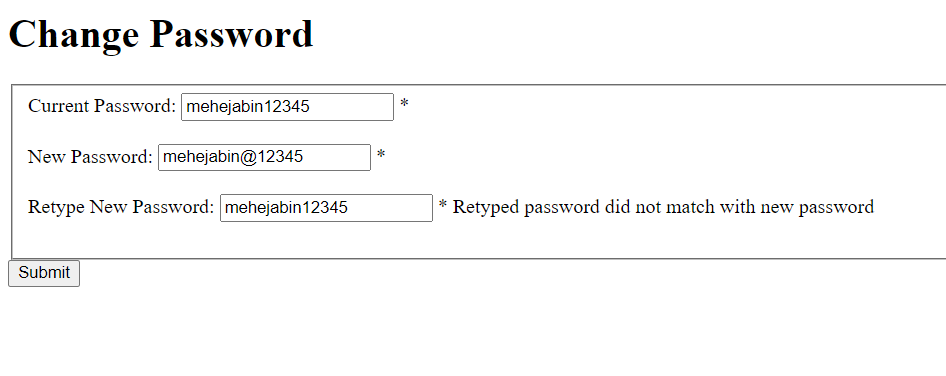 Change Password
Current Password: mehejabin12345 *
New Password: mehejabin@12345 *
Retype New Password: mehejabin12345 * Retyped password did not match with new password
Submit